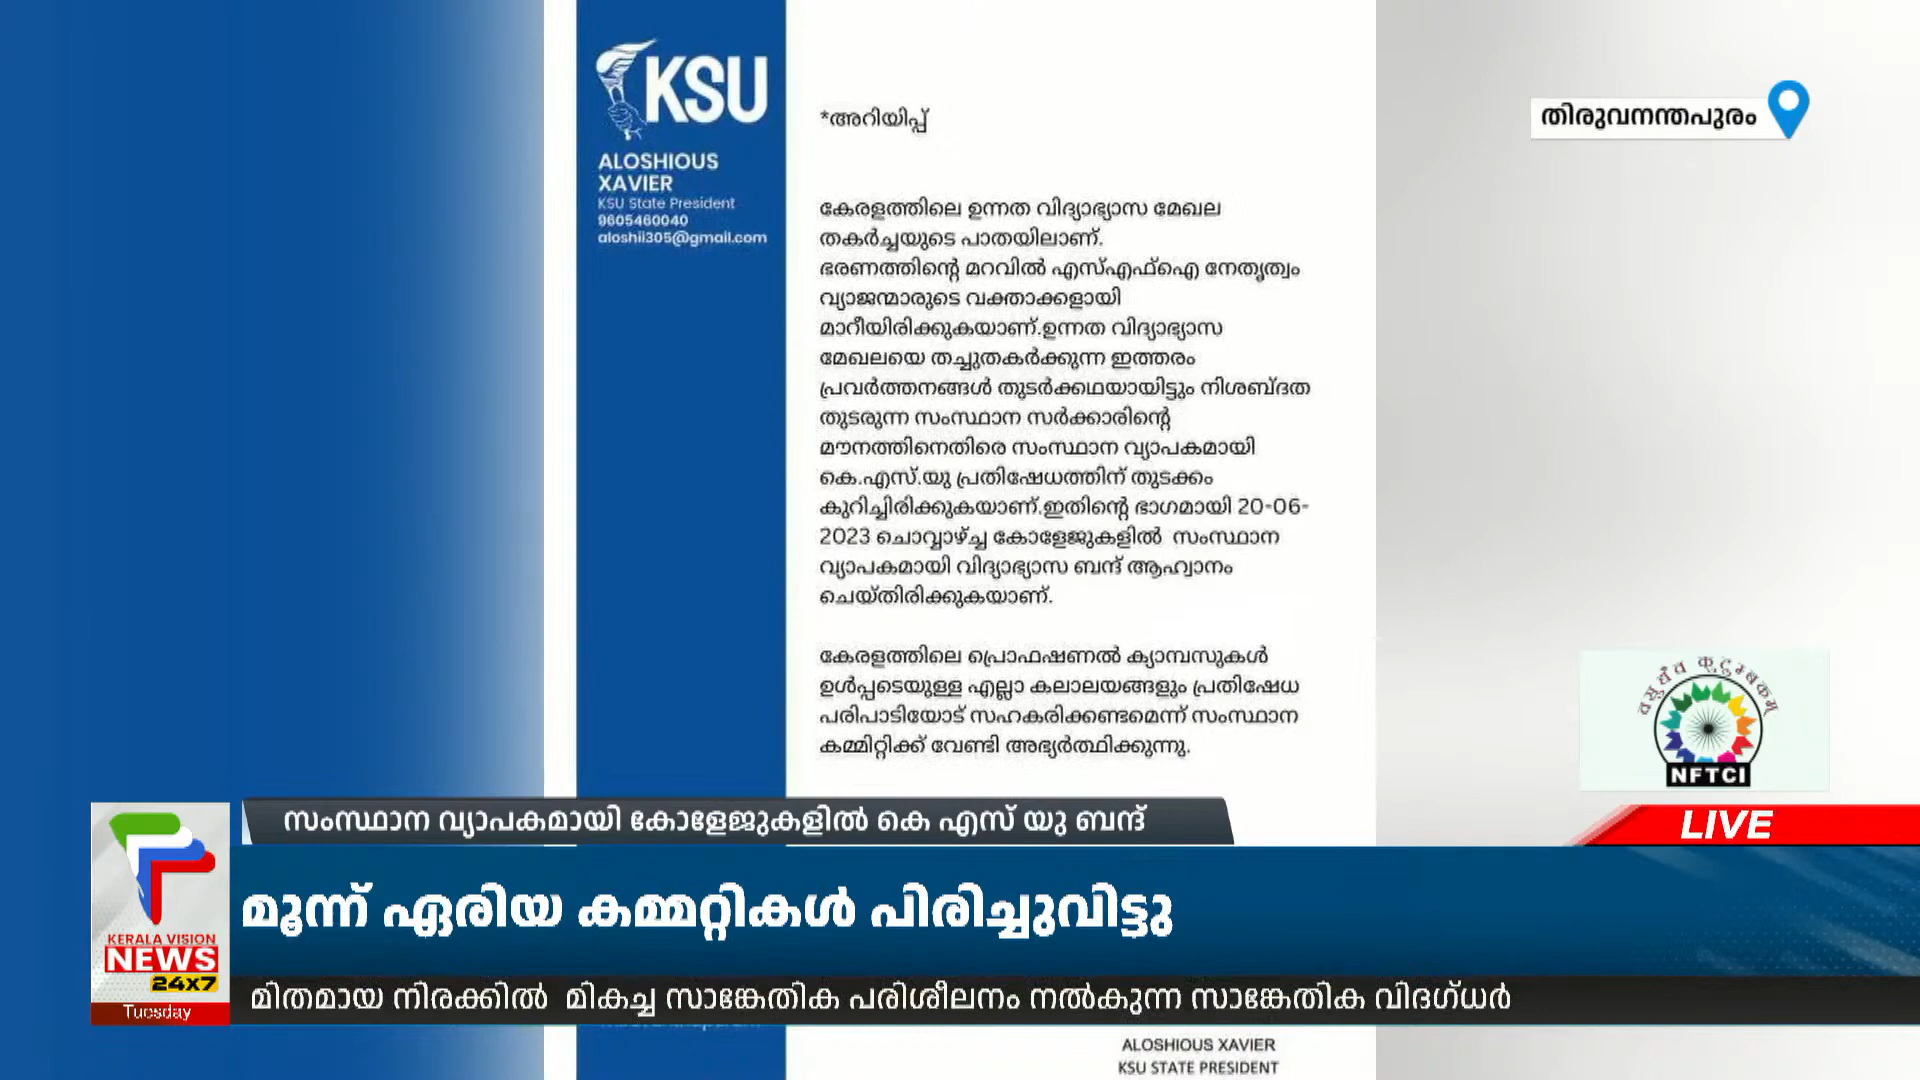 KSU
ALOSHIOUS
XAVIER
KSU State President
9605460040
aloshii305@gmail.com
*അറിയിപ്പ്
കേരളത്തിലെ ഉന്നത വിദ്യാഭ്യാസ മേഖല
തകർച്ചയുടെ പാതയിലാണ്.
ഭരണത്തിന്റെ മറവിൽ എസ്എഫ്ഐ നേതൃത്വം
വ്യാജന്മാരുടെ വക്താക്കളായി
മാറീയിരിക്കുകയാണ്.ഉന്നത വിദ്യാഭ്യാസ
മേഖലയെ തച്ചുതകർക്കുന്ന ഇത്തരം
പ്രവർത്തനങ്ങൾ തുടർക്കഥയായിട്ടും നിശബ്ദത
തുടരുന്ന സംസ്ഥാന സർക്കാരിന്റെ
മൗനത്തിനെതിരെ സംസ്ഥാന വ്യാപകമായി
കെ.എസ്.യു പ്രതിഷേധത്തിന് തുടക്കം
കുറിച്ചിരിക്കുകയാണ്.ഇതിന്റെ ഭാഗമായി 20-06-
2023 ചൊവ്വാഴ്ച്ച കോളേജുകളിൽ സംസ്ഥാന
വ്യാപകമായി വിദ്യാഭ്യാസ ബന്ദ് ആഹ്വാനം
ചെയ്തിരിക്കുകയാണ്.
കേരളത്തിലെ പ്രൊഫഷണൽ ക്യാമ്പസുകൾ
ഉൾപ്പടെയുള്ള എല്ലാ കലാലയങ്ങളും പ്രതിഷേധ
പരിപാടിയോട് സഹകരിക്കണ്ടമെന്ന് സംസ്ഥാന
കമ്മിറ്റിക്ക് വേണ്ടി അഭ്യർത്ഥിക്കുന്നു.
തിരുവനന്തപുരം
NFTCI
സംസ്ഥാന വ്യാപകമായി കോളേജുകളിൽ കെ എസ് യു ബന്ദ്
LIVE
മൂന്ന് ഏരിയ കമ്മറ്റികൾ പിരിച്ചുവിട്ടു
KERALA VISION
NEWS
24x7
Tuesday
മിതമായ നിരക്കിൽ മികച്ച സാങ്കേതിക പരിശീലനം നൽകുന്ന സാങ്കേതിക വിദഗ്ധർ
ALOSHIOUS XAVIER
KSU STATE PRESIDENT